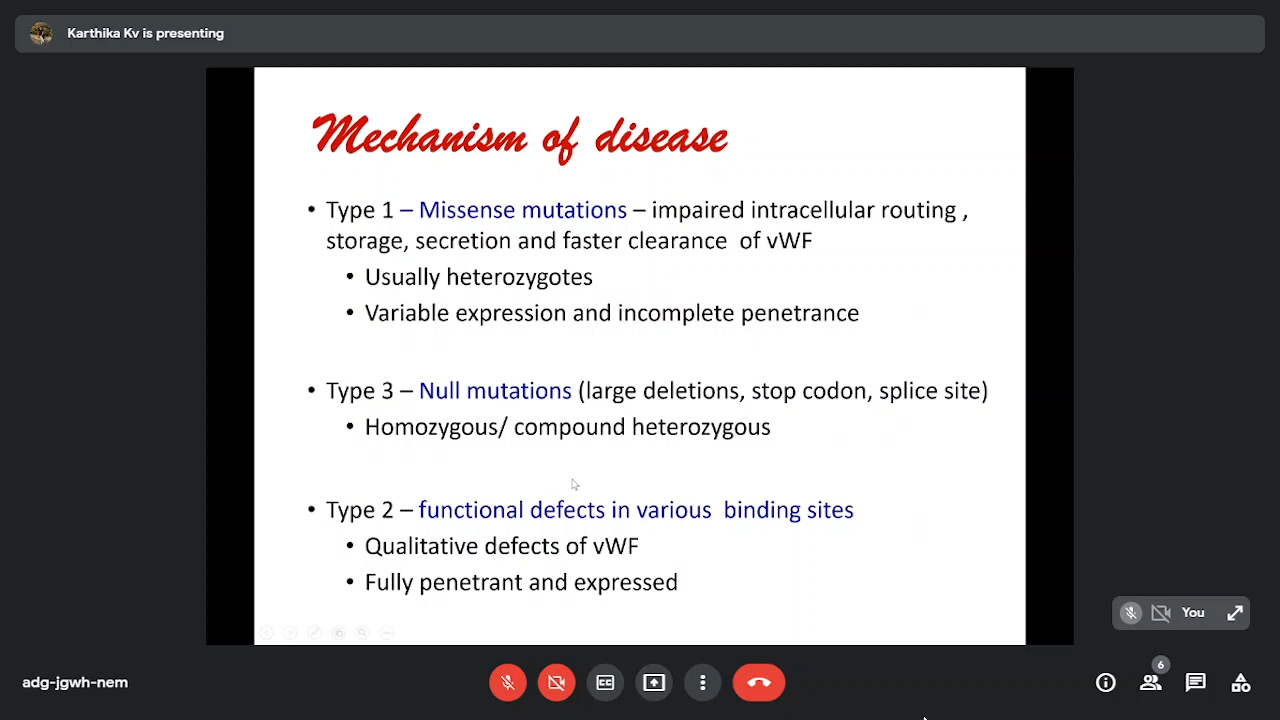 Karthika Kv is presenting
Mechanism of disease
• Type 1 – Missense mutations – impaired intracellular routing ,
storage, secretion and faster clearance of vWF
• Usually heterozygotes
• Variable expression and incomplete penetrance
• Type 3 – Null mutations (large deletions, stop codon, splice site)
• Homozygous/ compound heterozygous
• Type 2 – functional defects in various binding sites
• Qualitative defects of vWF
• Fully penetrant and expressed
You
adg-jgwh-nem
CC
6